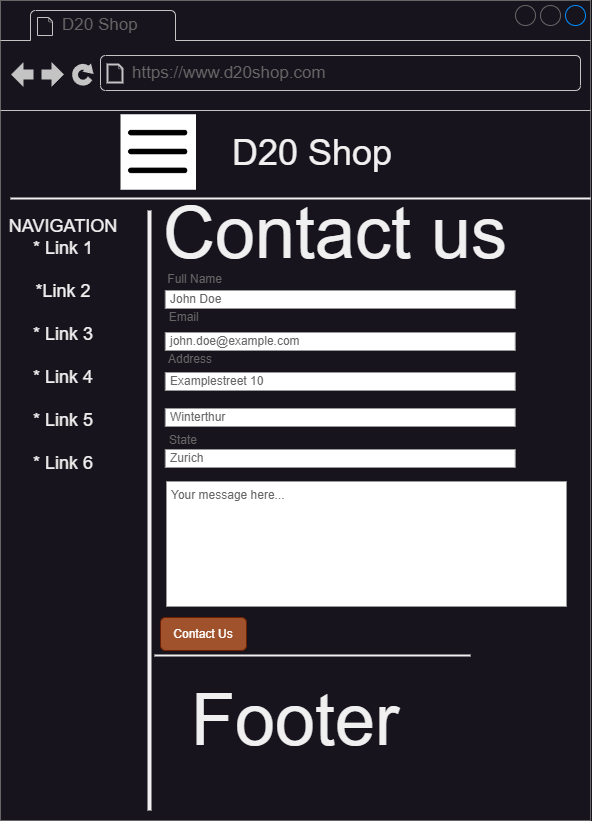 D20 Shop
https://www.d20shop.com
D20 Shop
NAVIGATION
* Link 1
*Link 2
* Link 3
* Link 4
* Link 5
* Link 6
Contact us
Full Name
John Doe
Email
john.doe@example.com
Address
Examplestreet 10
Winterthur
State
Zurich
Your message here...
Contact Us
Footer